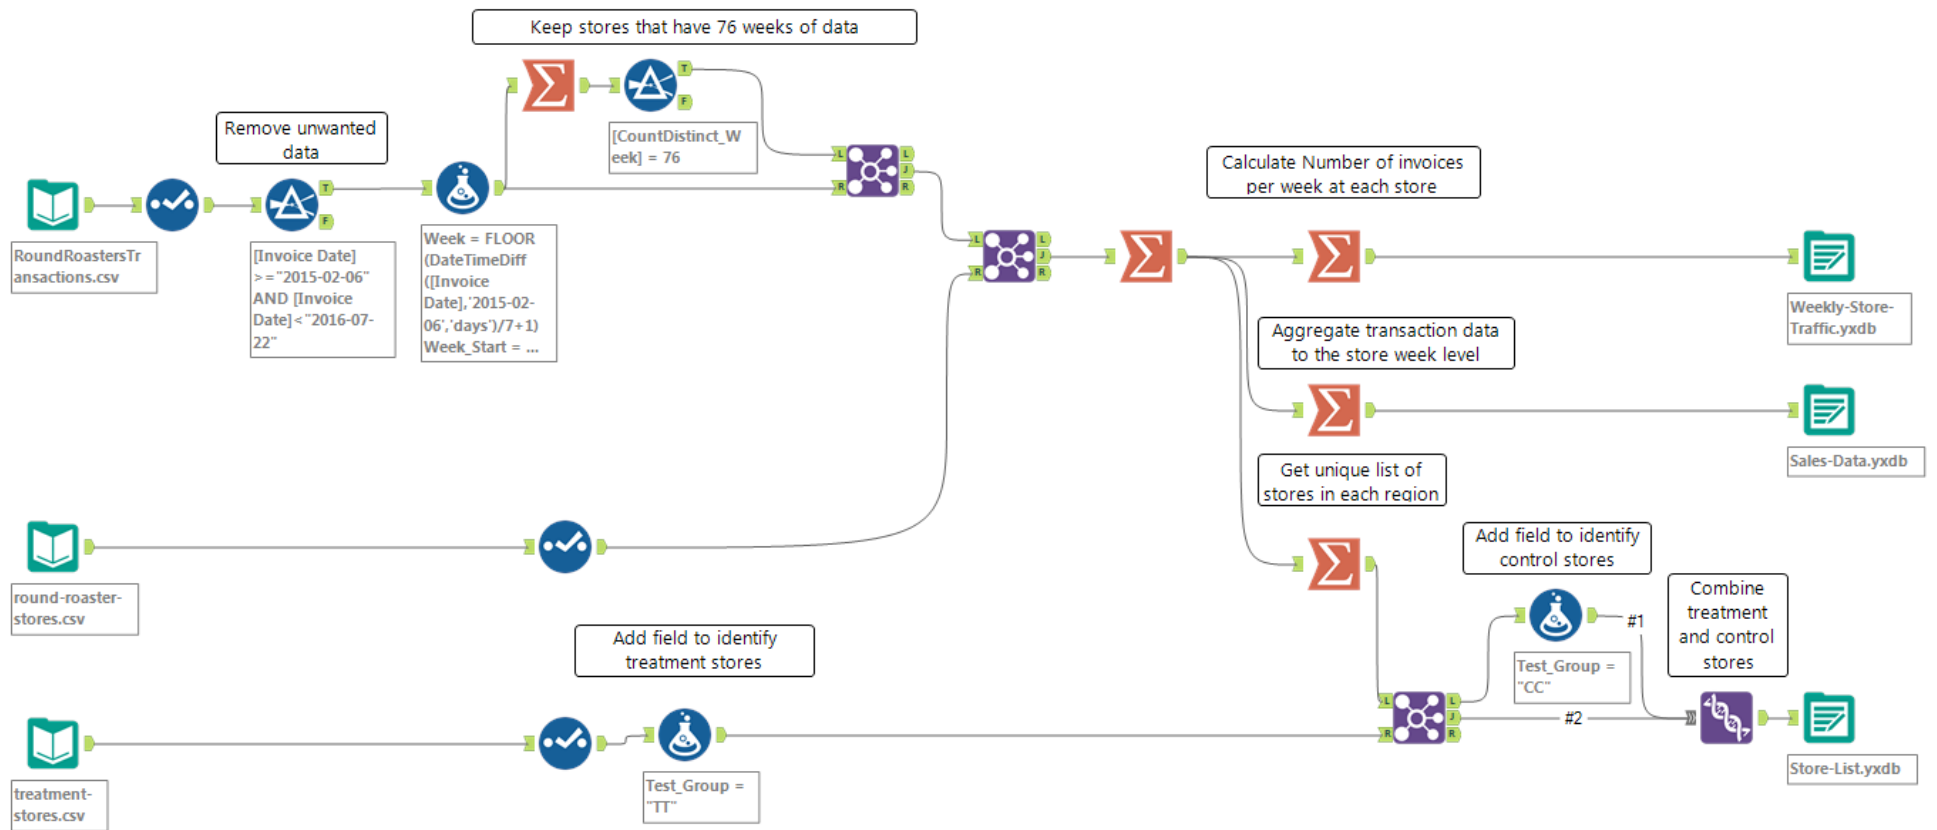 Keep stores that have 76 weeks of data
T
F
[CountDistinct_W
eek] = 76
Remove unwanted
data
T
F
RoundRoastersTr
ansactions.csv
[Invoice Date]
>="2015-02-06"
AND [Invoice
Date]<"2016-07-
22"
Week = FLOOR
(DateTimeDiff
([Invoice
Date],'2015-02-
06','days')/7+1)
Week_Start = ...
L
R
L
J
R
L
R
L
J
R
Calculate Number of invoices
per week at each store
Weekly-Store-
Traffic.yxdb
Aggregate transaction data
to the store week level
Sales-Data.yxdb
Get unique list of
stores in each region
round-roaster-
stores.csv
Add field to identify
control stores
Test_Group =
"CC"
#1
Combine
treatment
and control
stores
Add field to identify
treatment stores
treatment-
stores.csv
Test_Group =
"TT"
L
R
L
J
R
#2
Store-List.yxdb